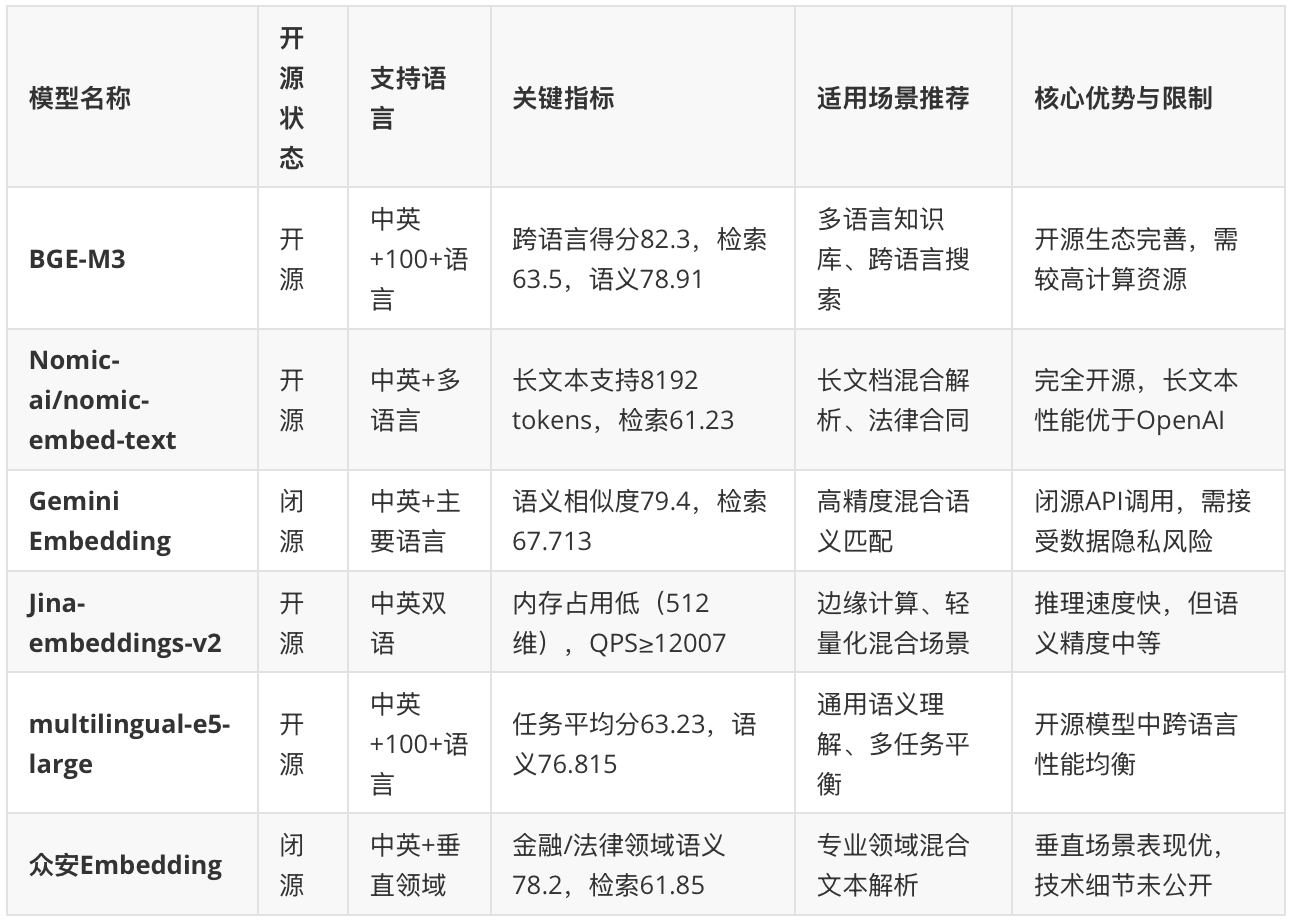 模型名称
开
源
状
态
支持语
言
关键指标
适用场景推荐
核心优势与限制
BGE-M3
开
源
中英
+100+语
言
跨语言得分82.3，检索
63.5，语义78.91
多语言知识
库、跨语言搜
索
开源生态完善，需
较高计算资源
Nomic-
ai/nomic-
embed-text
开
源
中英+多
语言
长文本支持8192
tokens，检索61.23
长文档混合解
析、法律合同
完全开源，长文本
性能优于OpenAI
Gemini
Embedding
闭
源
中英+主
要语言
语义相似度79.4，检索
67.713
高精度混合语
义匹配
闭源API调用，需接
受数据隐私风险
Jina-
embeddings-v2
开
源
中英双
语
内存占用低（512
维），QPS≥12007
边缘计算、轻
量化混合场景
推理速度快，但语
义精度中等
multilingual-e5-
large
开
源
中英
+100+语
言
任务平均分63.23，语
义76.815
通用语义理
解、多任务平
衡
开源模型中跨语言
性能均衡
众安Embedding
闭
源
中英+垂
直领域
金融/法律领域语义
78.2，检索61.85
专业领域混合
文本解析
垂直场景表现优，
技术细节未公开